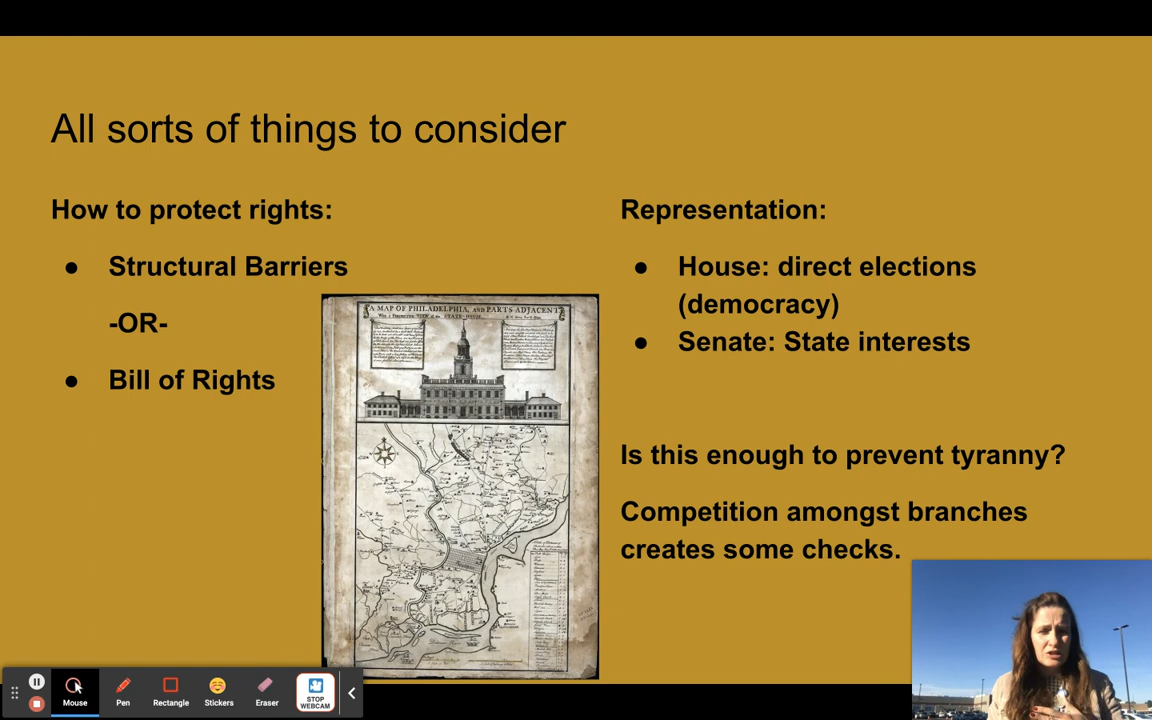 All sorts of things to consider
How to protect rights:
● Structural Barriers
-OR-
● Bill of Rights
Representation:
● House: direct elections
(democracy)
● Senate: State interests
Is this enough to prevent tyranny?
Competition amongst branches
creates some checks.
A MAP OF PHILADELPHIA, AND PARTS ADJACENT
Mouse
Pen
Rectangle
Stickers
Eraser
STOP
WEBCAM